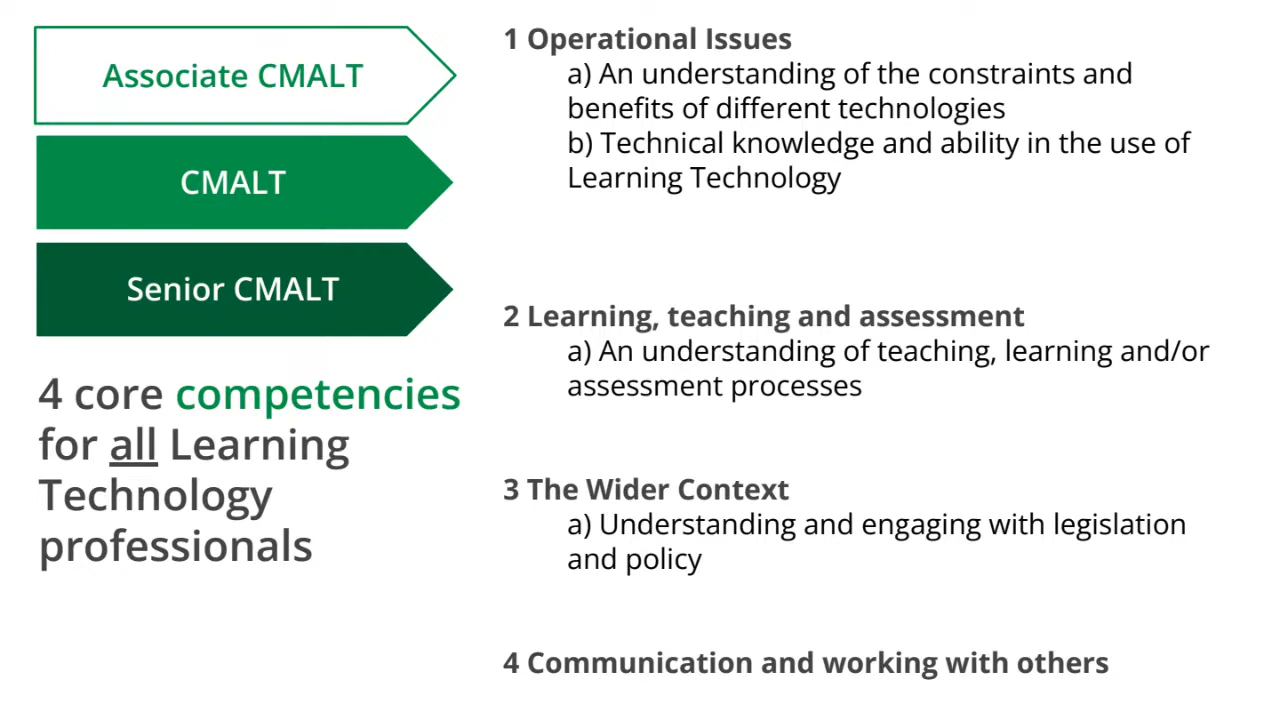 Associate CMALT
CMALT
Senior CMALT
4 core competencies
for all Learning
Technology
professionals
1 Operational Issues
a) An understanding of the constraints and
benefits of different technologies
b) Technical knowledge and ability in the use of
Learning Technology
2 Learning, teaching and assessment
a) An understanding of teaching, learning and/or
assessment processes
3 The Wider Context
a) Understanding and engaging with legislation
and policy
4 Communication and working with others